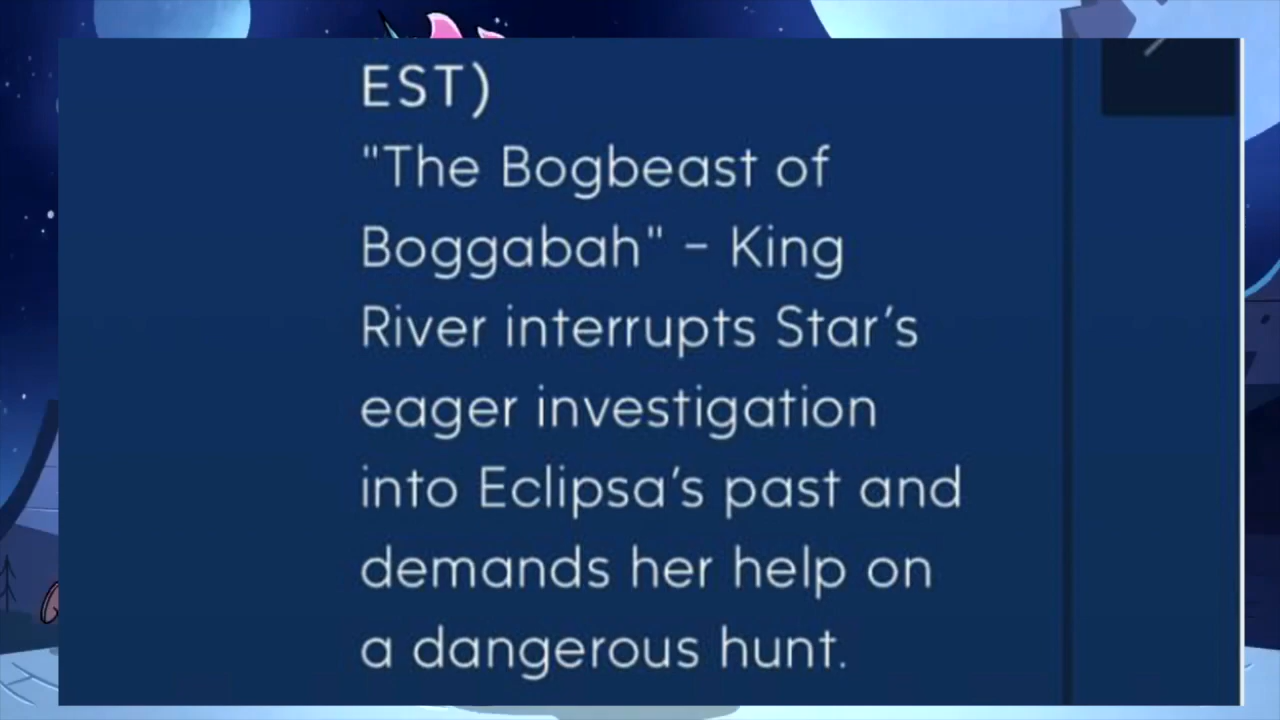 EST)
"The Bogbeast of
Boggabah" – King
River interrupts Star’s
eager investigation
into Eclipsa’s past and
demands her help on
a dangerous hunt.